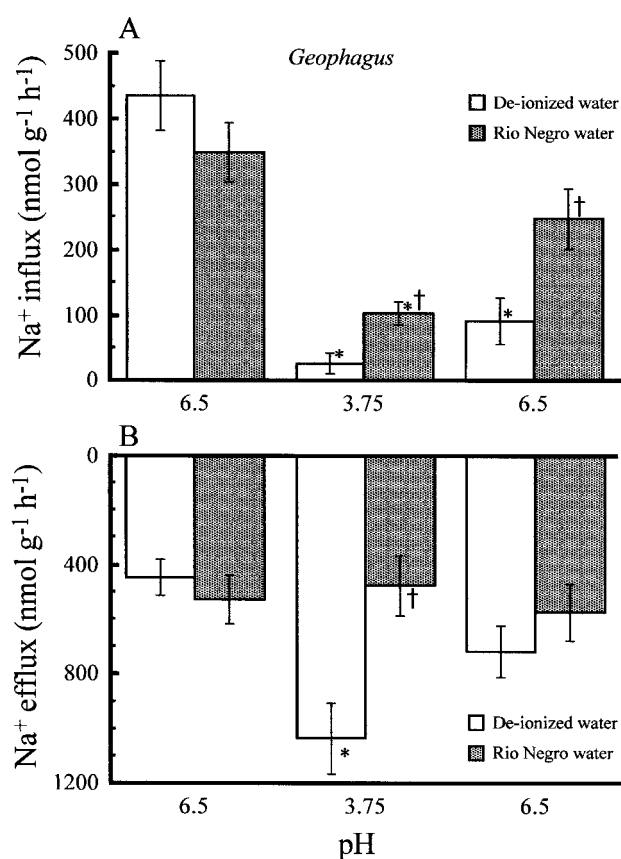 A
Geophagus
Na⁺ influx (nmol g⁻¹ h⁻¹)
500
400
300
200
100
0
De-ionized water
Rio Negro water
*
*†
*
†
6.5 3.75 6.5
B
Na⁺ efflux (nmol g⁻¹ h⁻¹)
0
400
800
1200
*
†
De-ionized water
Rio Negro water
6.5 3.75 6.5
pH